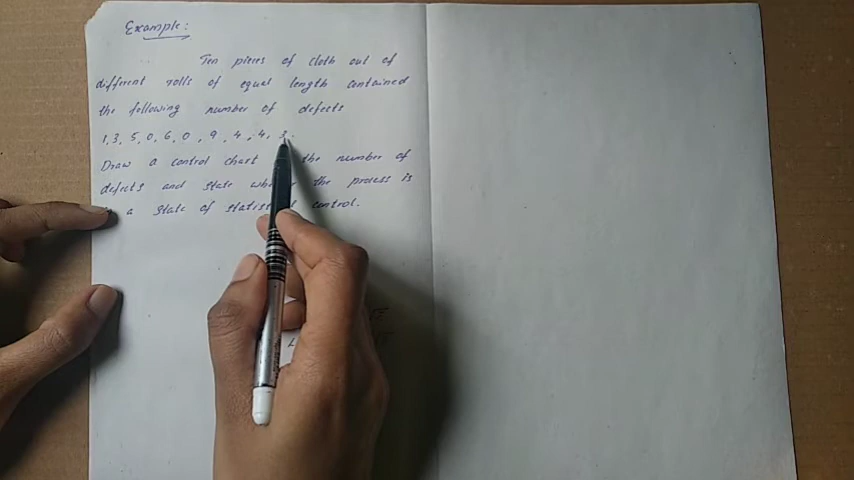 Example:
Ten pieces of cloth out of
different rolls of equal length contained
the following number of defects
1, 3, 5, 0, 6, 0, 9, 4, 4, 3.
Draw a control chart the number of
defects and state the process is
a state of statis control.